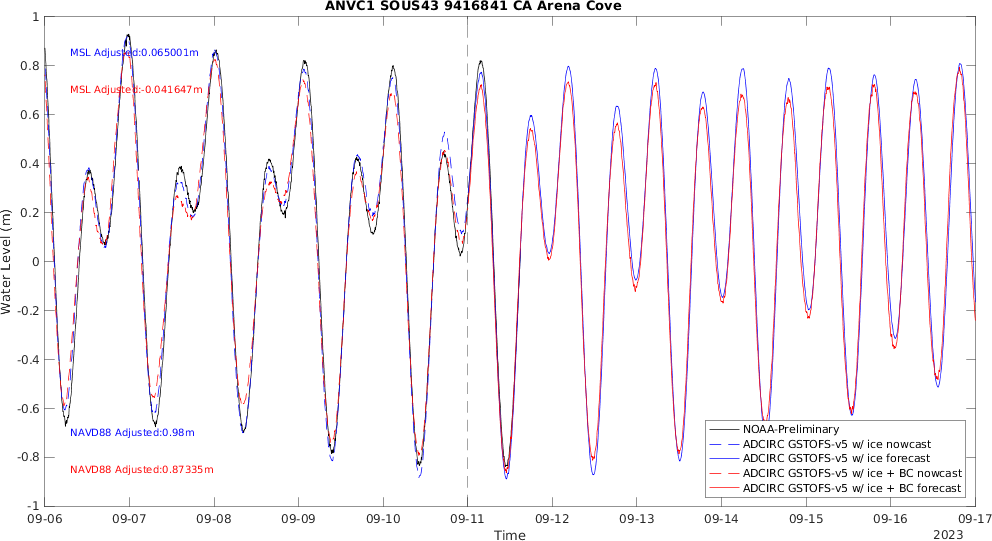 ANVC1 SOUS43 9416841 CA Arena Cove
1
0.8
0.6
0.4
0.2
0
-0.2
-0.4
-0.6
-0.8
-1
Water Level (m)
MSL Adjusted:0.065001m
MSL Adjusted:-0.041647m
NAVD88 Adjusted:0.98m
NAVD88 Adjusted:0.87335m
NOAA-Preliminary
ADCIRC GSTOFS-v5 w/ ice nowcast
ADCIRC GSTOFS-v5 w/ ice forecast
ADCIRC GSTOFS-v5 w/ ice + BC nowcast
ADCIRC GSTOFS-v5 w/ ice + BC forecast
09-06 09-07 09-08 09-09 09-10 09-11 09-12 09-13 09-14 09-15 09-16 09-17
Time
2023